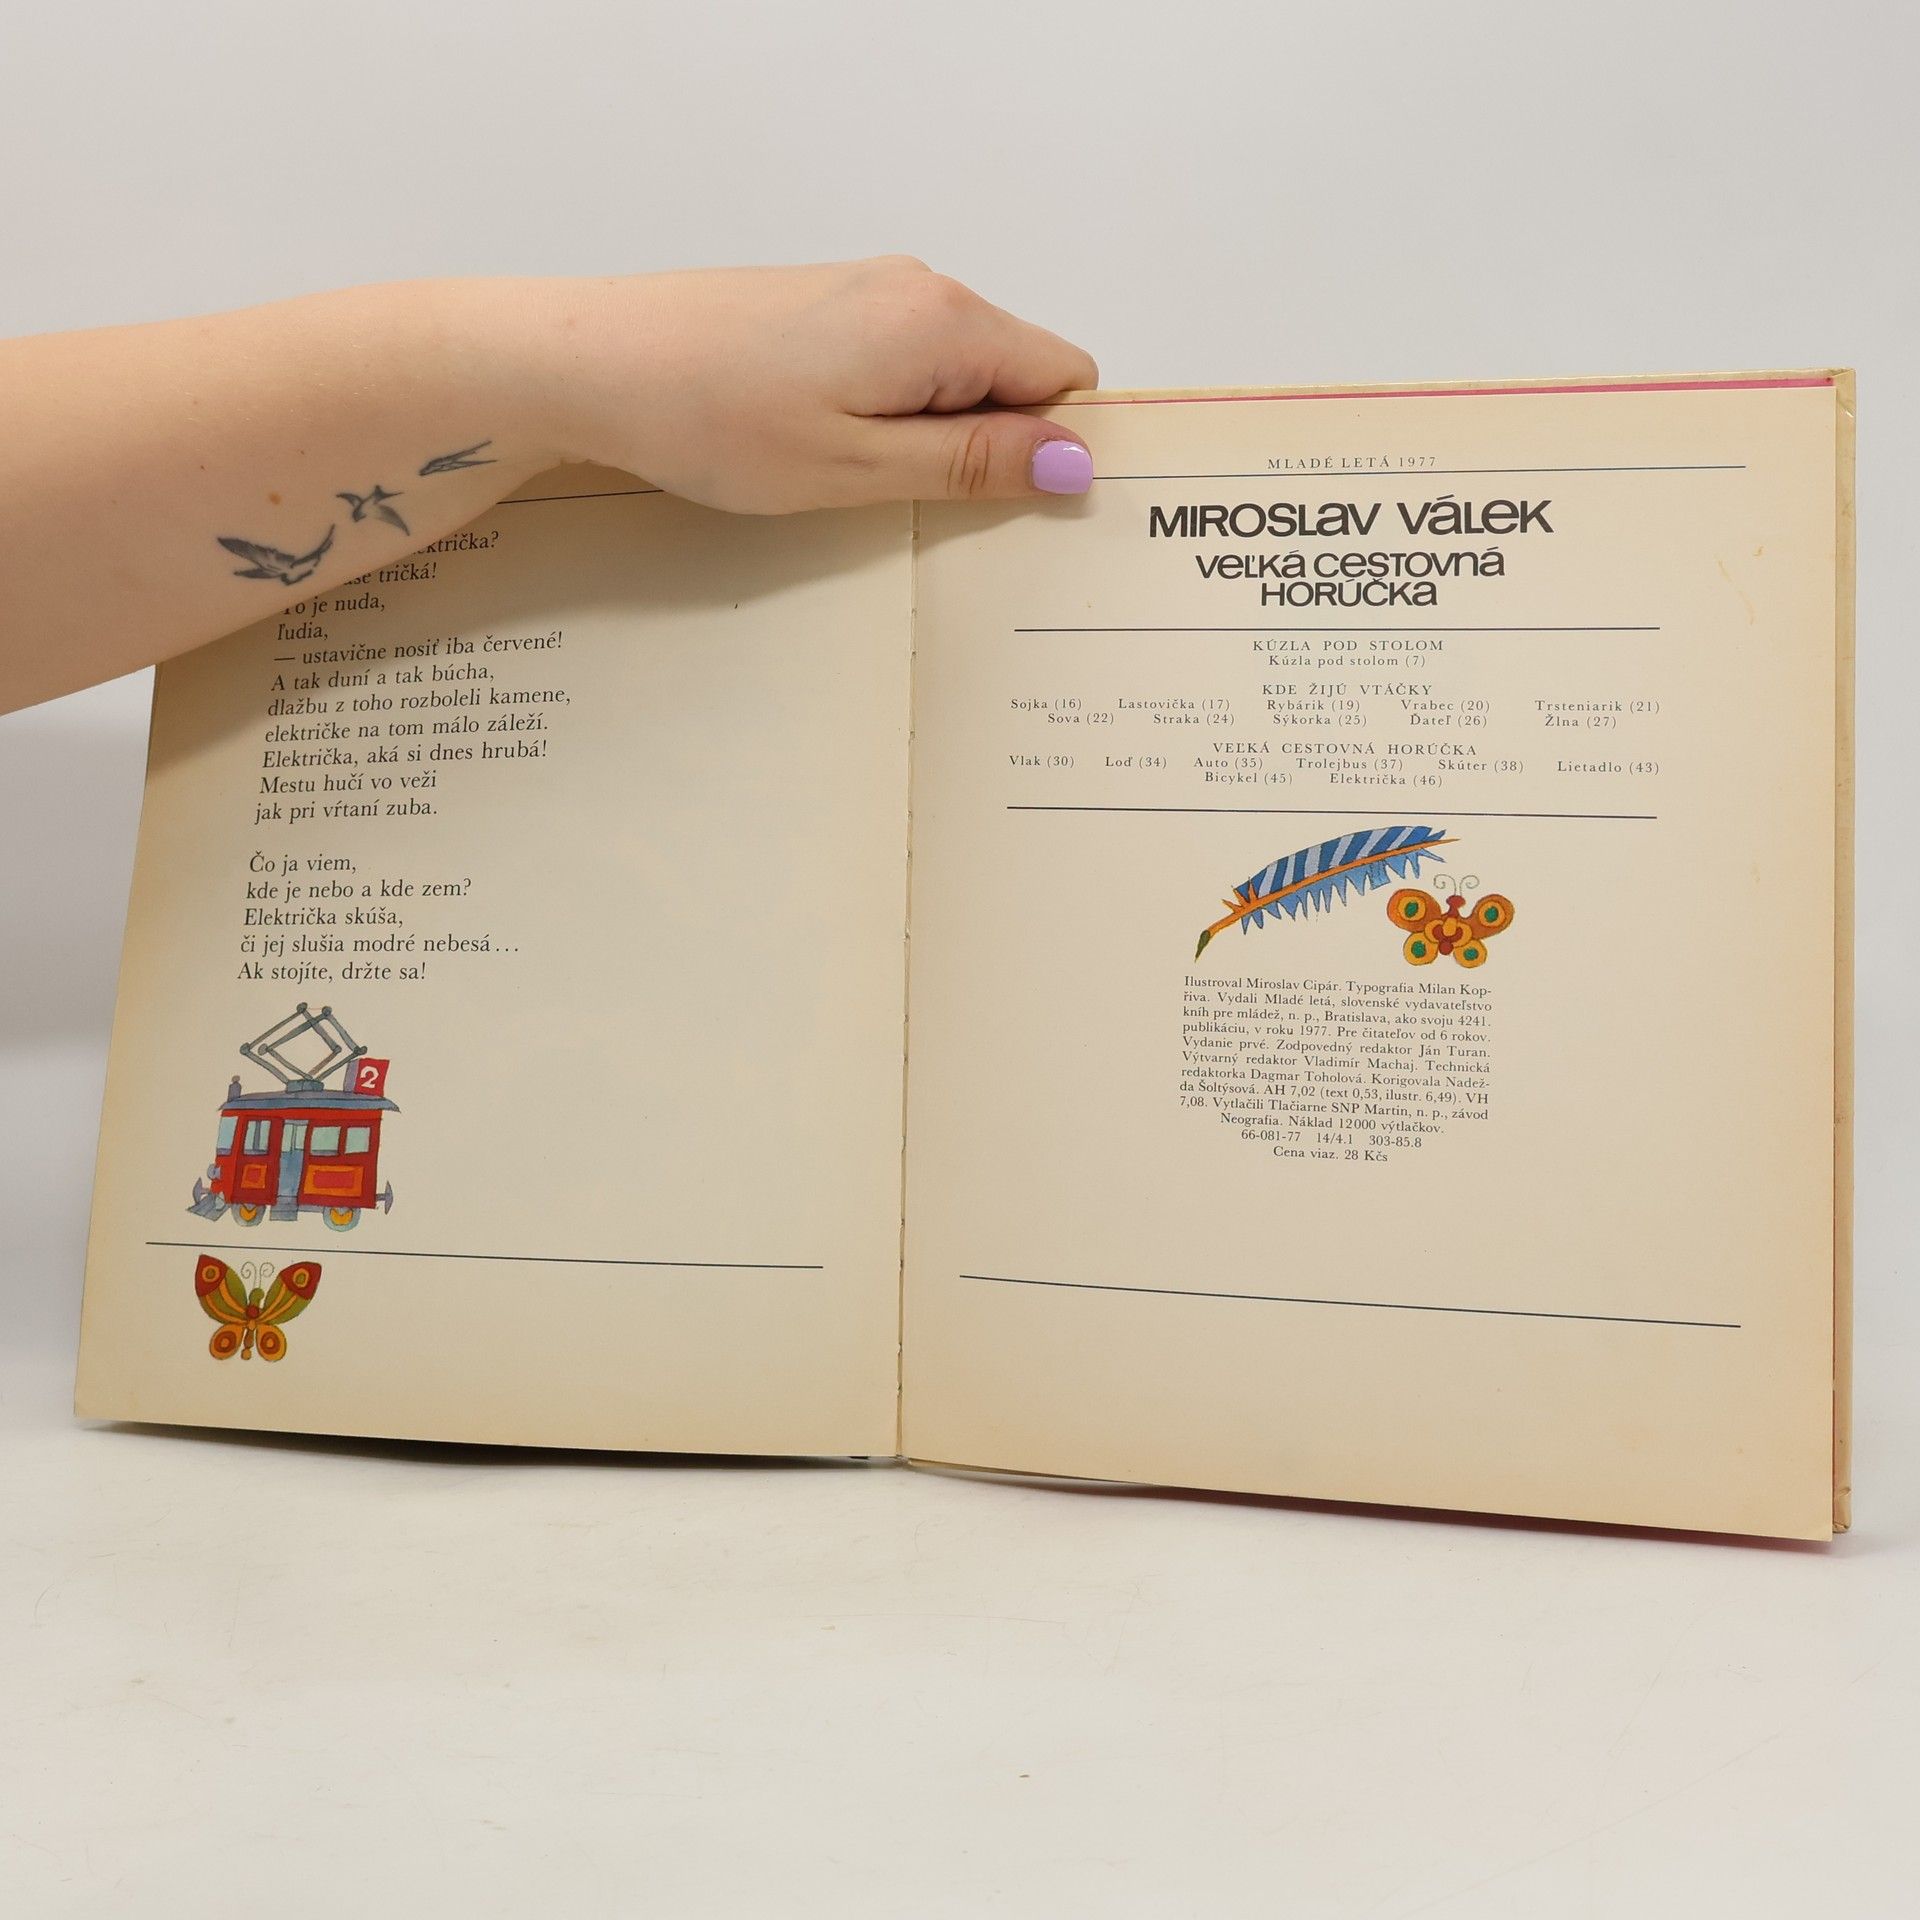 električka?
tričká!
To je nuda,
ľudia,
— ustavične nosiť iba červené!
A tak duní a tak búcha,
dlažbu z toho rozboleli kamene,
električke na tom málo záleží.
Električka, aká si dnes hrubá!
Mestu hučí vo veži
jak pri vŕtaní zuba.
Čo ja viem,
kde je nebo a kde zem?
Električka skúša,
či jej slušia modré nebesá...
Ak stojíte, držte sa!
2
MLADÉ LETÁ 1977
MIROSLAV VÁLEK
VEĽKÁ CESTOVNÁ
HORÚČKA
KÚZLA POD STOLOM
Kúzla pod stolom (7)
KDE ŽIJÚ VTÁČKY
Sojka (16) Lastovička (17) Rybárik (19) Vrabec (20) Trsteniarik (21)
Sova (22) Straka (24) Sýkorka (25) Ďateľ (26) Žlna (27)
VEĽKÁ CESTOVNÁ HORÚČKA
Vlak (30) Loď (34) Auto (35) Trolejbus (37) Skúter (38) Lietadlo (43)
Bicykel (45) Električka (46)
Ilustroval Miroslav Cipár. Typografia Milan Kop-
řiva. Vydali Mladé letá, slovenské vydavateľstvo
kníh pre mládež, n. p., Bratislava, ako svoju 4241.
publikáciu, v roku 1977. Pre čitateľov od 6 rokov.
Vydanie prvé. Zodpovedný redaktor Ján Turan.
Výtvarný redaktor Vladimír Machaj. Technická
redaktorka Dagmar Toholová. Korigovala Nadež-
da Šoltýsová. AH 7,02 (text 0,53, ilustr. 6,49). VH
7,08. Vytlačili Tlačiarne SNP Martin, n. p., závod
Neografia. Náklad 12000 výtlačkov.
66-081-77 14/4.1 303-85.8
Cena viaz. 28 Kčs